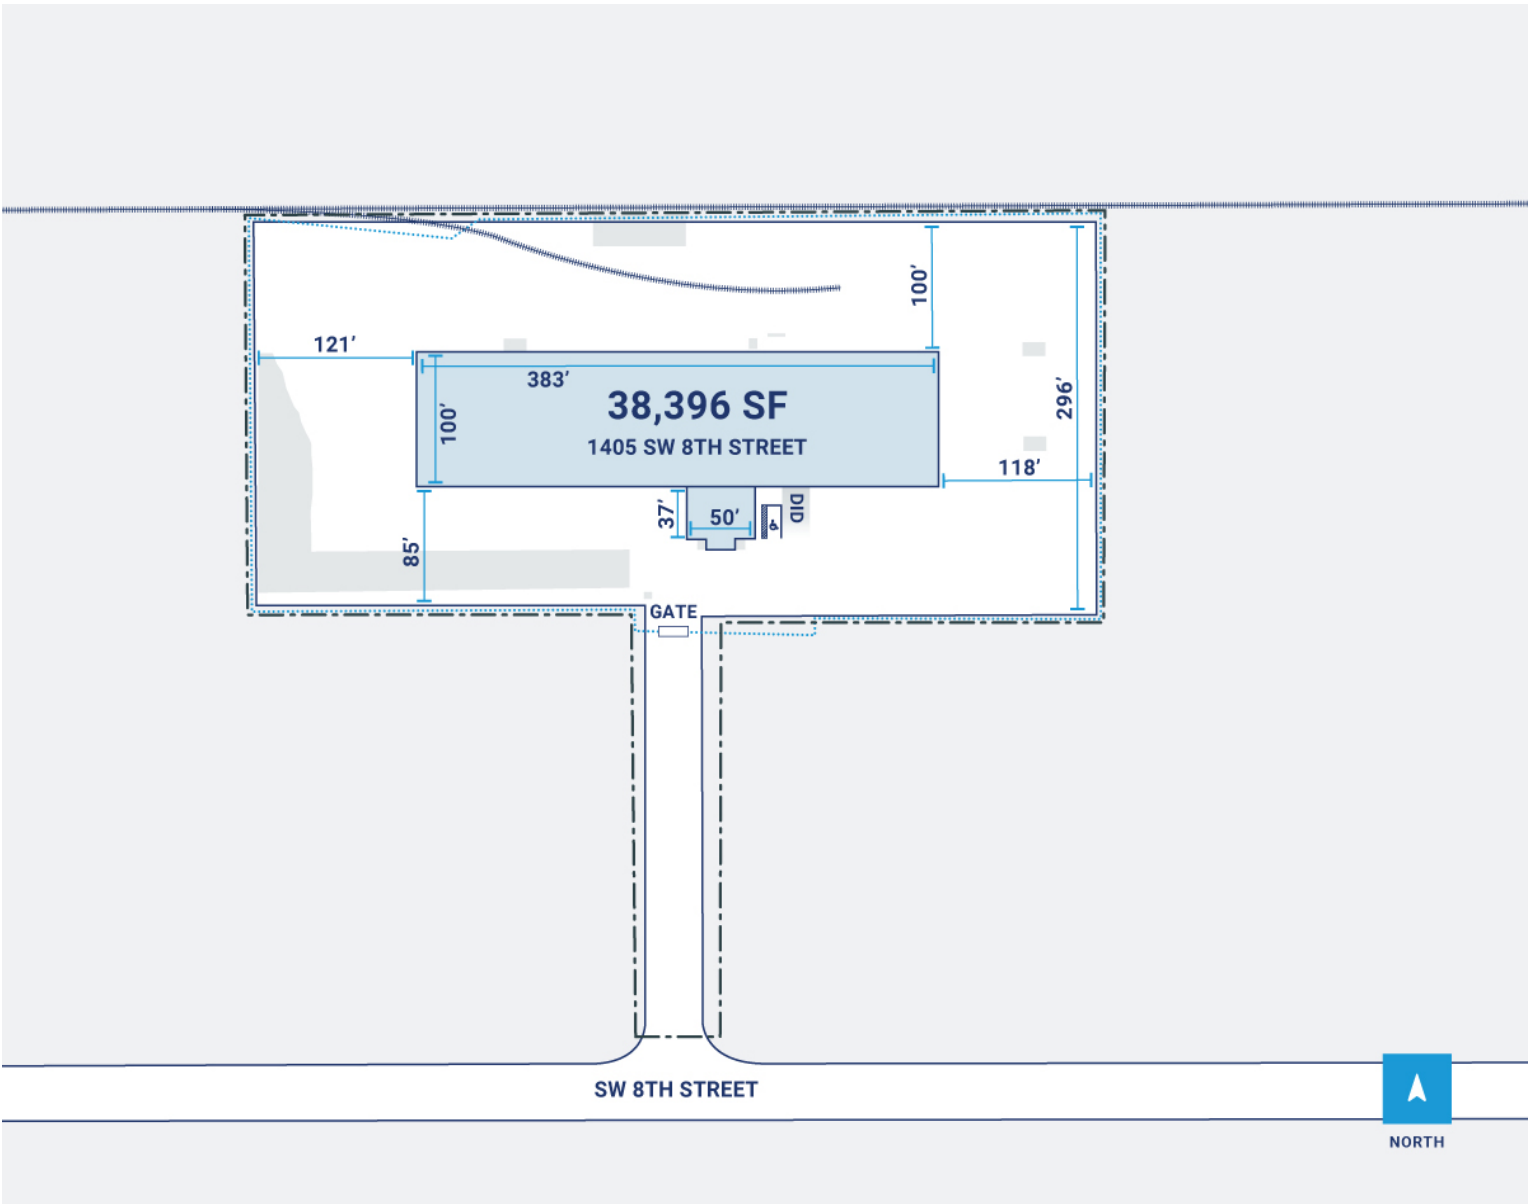 100’
121’
383’
296’
38,396 SF
100’
1405 SW 8TH STREET
118’
37’
50’
DID
85’
GATE
SW 8TH STREET
NORTH